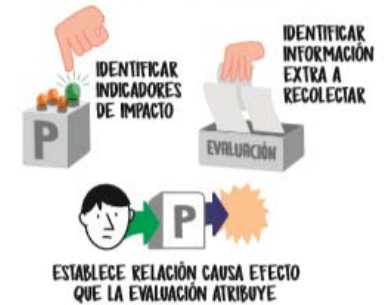 IDENTIFICAR
INDICADORES
DE IMPACTO
P
IDENTIFICAR
INFORMACIÓN
EXTRA A
RECOLECTAR
EVALUACIÓN
P
ESTABLECE RELACIÓN CAUSA EFECTO
QUE LA EVALUACIÓN ATRIBUYE